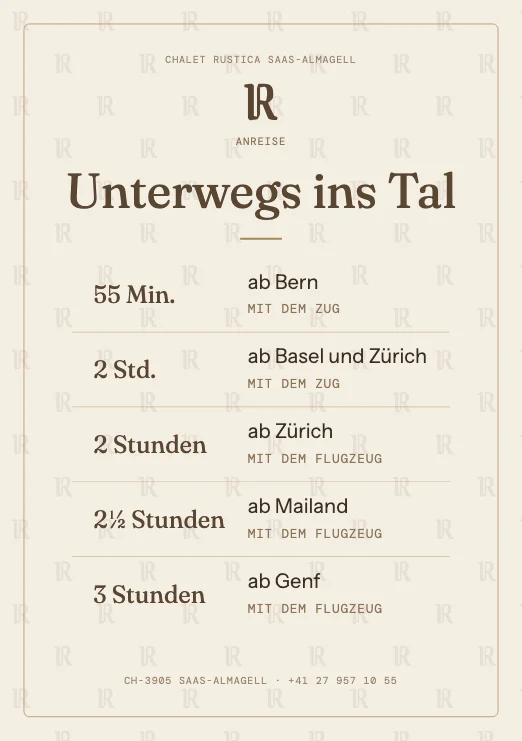 CHALET RUSTICA SAAS-ALMAGELL
R
ANREISE
Unterwegs ins Tal
55 Min.
ab Bern
MIT DEM ZUG
2 Std.
ab Basel und Zürich
MIT DEM ZUG
2 Stunden
ab Zürich
MIT DEM FLUGZEUG
2½ Stunden
ab Mailand
MIT DEM FLUGZEUG
3 Stunden
ab Genf
MIT DEM FLUGZEUG
CH-3905 SAAS-ALMAGELL · +41 27 957 10 55